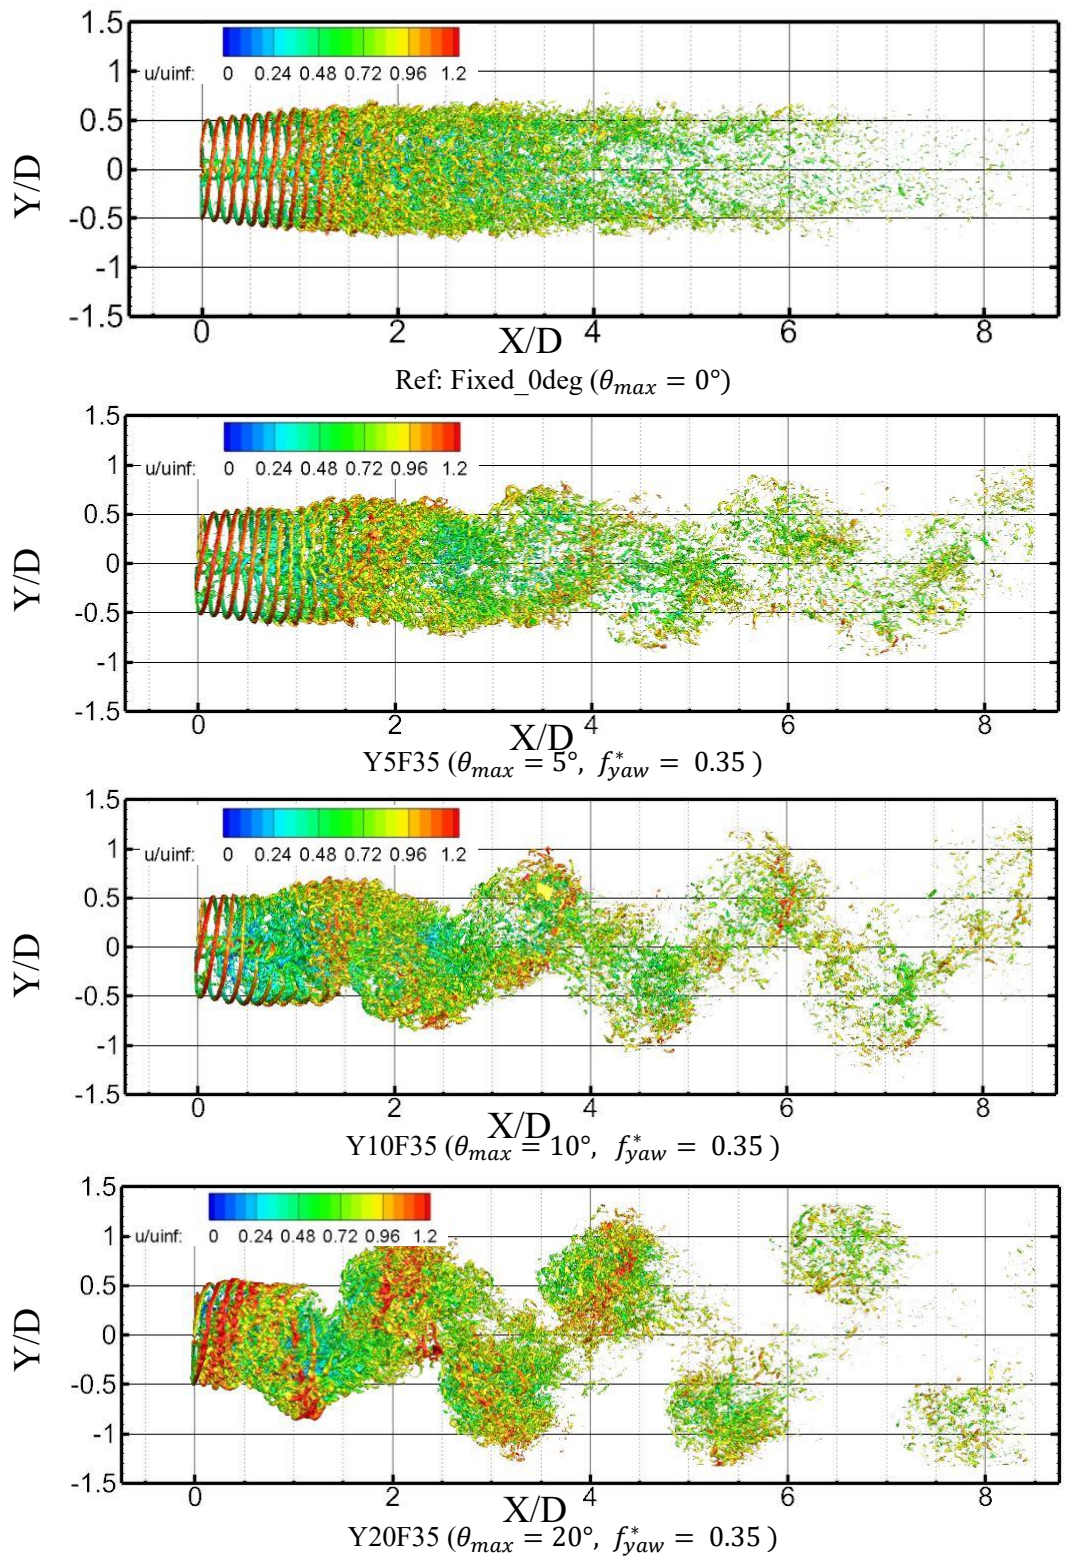 1.5
u/uinf: 0 0.24 0.48 0.72 0.96 1.2
1
0.5
Y/D
0
-0.5
-1
-1.5
0 2 4 6 8
X/D
Ref: Fixed_0deg (θmax = 0°)
1.5
u/uinf: 0 0.24 0.48 0.72 0.96 1.2
1
0.5
Y/D
0
-0.5
-1
-1.5
0 2 4 6 8
X/D
Y5F35 (θmax = 5°, f*yaw = 0.35 )
1.5
u/uinf: 0 0.24 0.48 0.72 0.96 1.2
1
0.5
Y/D
0
-0.5
-1
-1.5
0 2 4 6 8
X/D
Y10F35 (θmax = 10°, f*yaw = 0.35 )
1.5
u/uinf: 0 0.24 0.48 0.72 0.96 1.2
1
0.5
Y/D
0
-0.5
-1
-1.5
0 2 4 6 8
X/D
Y20F35 (θmax = 20°, f*yaw = 0.35 )